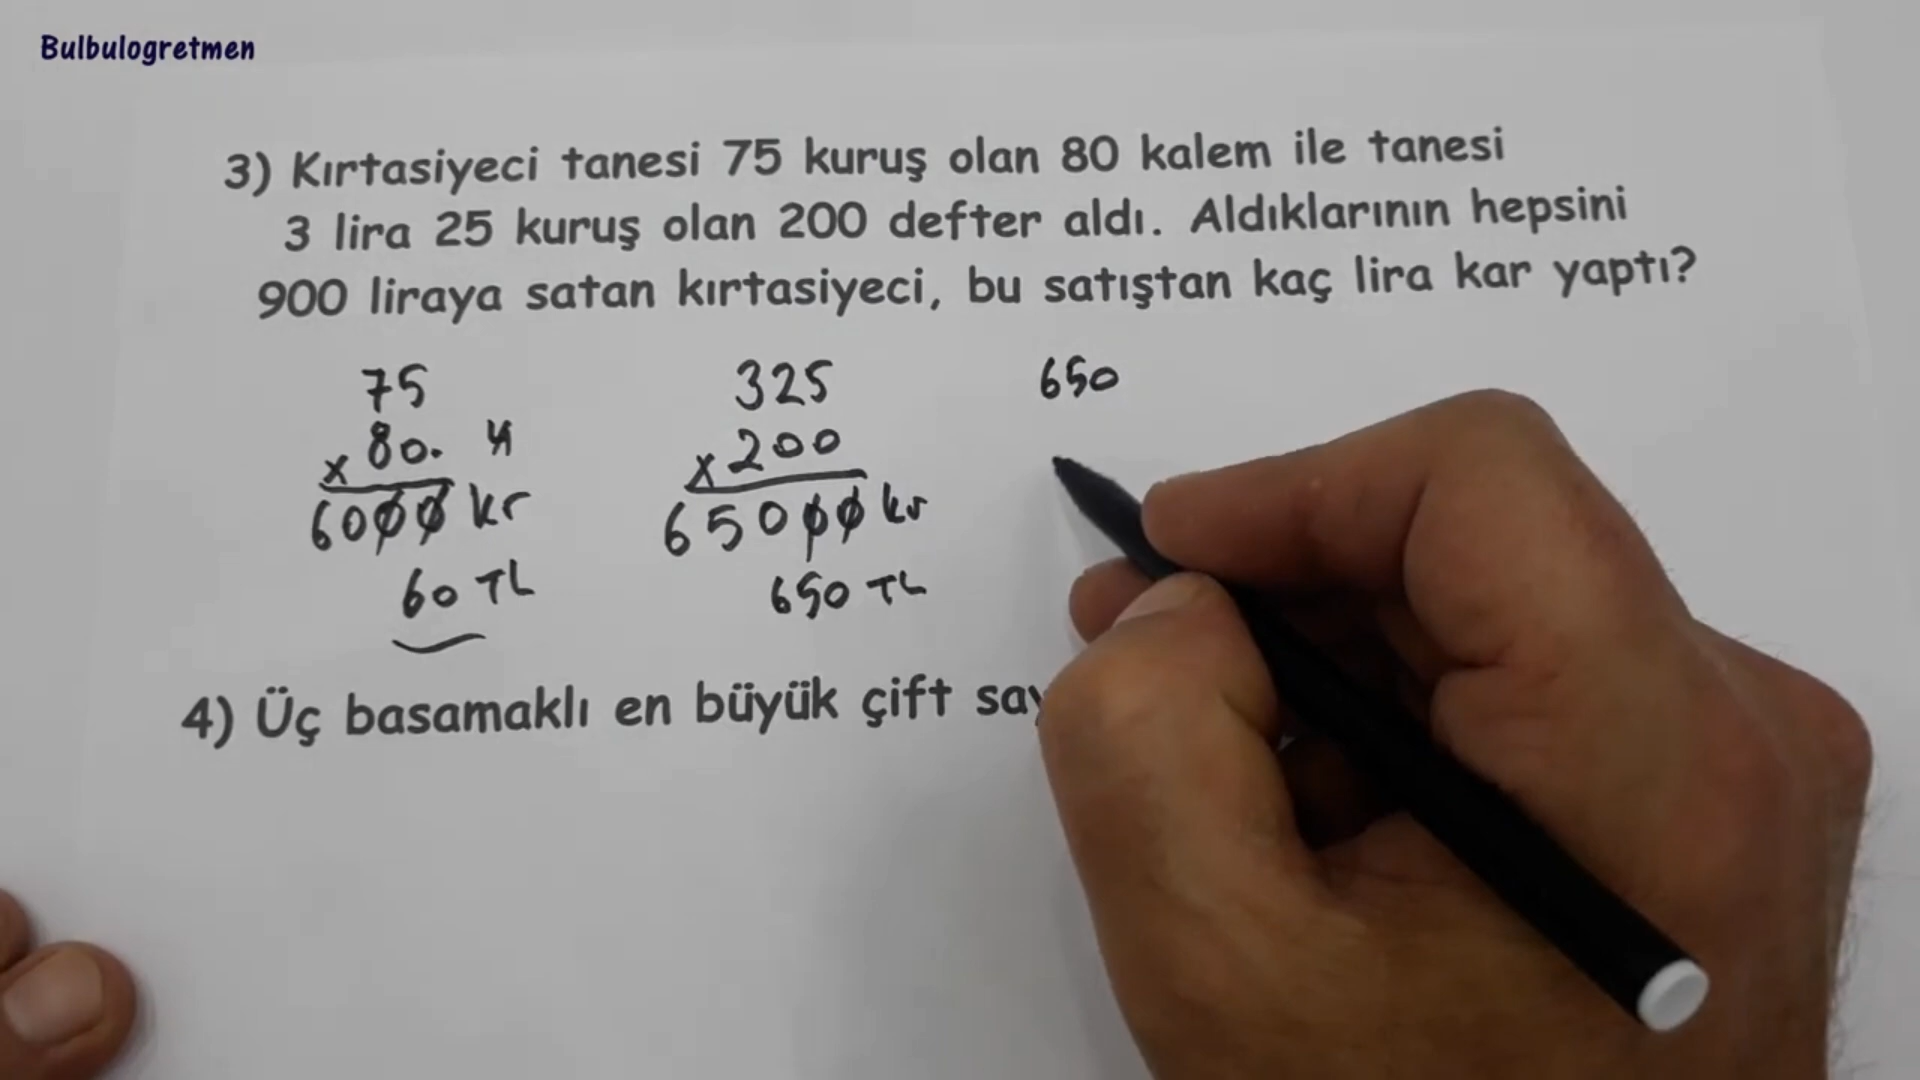 Bulbulogretmen
3) Kırtasiyeci tanesi 75 kuruş olan 80 kalem ile tanesi
3 lira 25 kuruş olan 200 defter aldı. Aldıklarının hepsini
900 liraya satan kırtasiyeci, bu satıştan kaç lira kar yaptı?
75
x 80. 4
6000 kr
60 TL
325
x 200
65000 kr
650 TL
650
4) Üç basamaklı en büyük çift